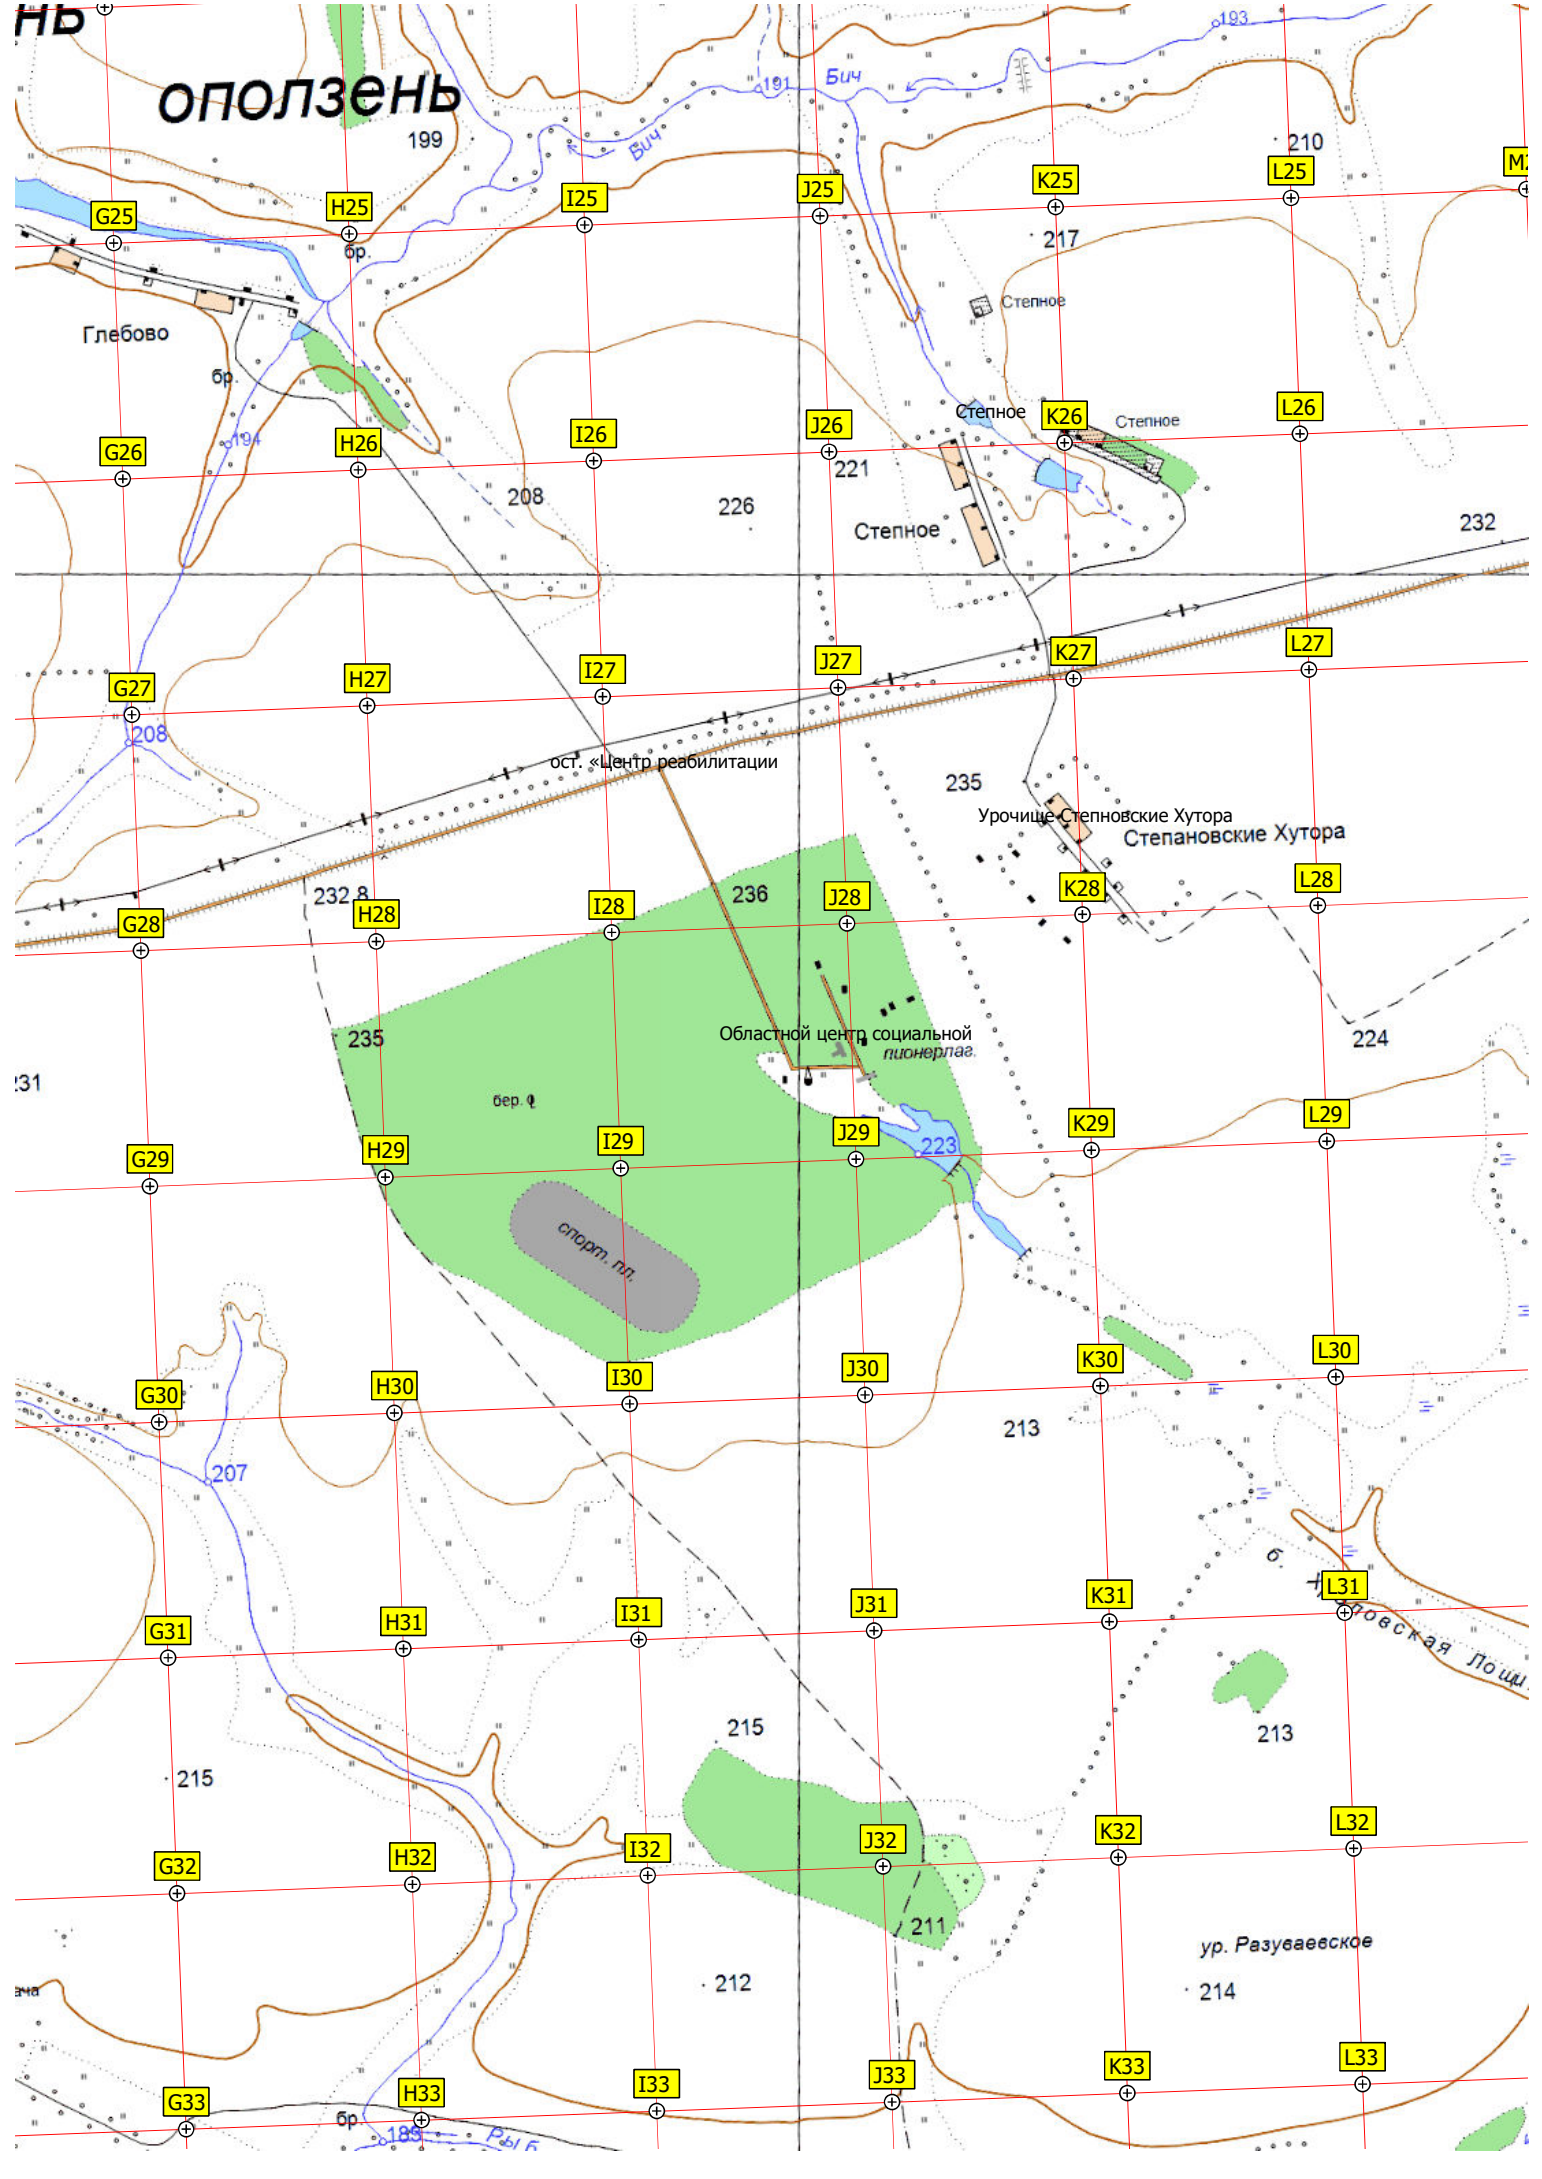 нь
193
191
Бич
оползень
199
Бич
210
М2
L25
K25
J25
I25
H25
G25
217
бр.
Степное
Глебово
бр.
Степное
K26
Степное
L26
J26
I26
H26
G26
194
221
208
226
Степное
232
L27
K27
J27
I27
H27
G27
208
ост. «Центр реабилитации
235
Урочище Степновские Хутора
Степановские Хутора
232.8
236
L28
K28
J28
I28
H28
G28
235
Областной центр социальной
пионерлаг.
224
231
бер.
L29
K29
J29
I29
H29
G29
223
спорт. пл.
L30
K30
J30
I30
H30
G30
213
207
б.
L31
K31
J31
I31
H31
G31
215
213
215
L32
K32
J32
I32
H32
G32
211
ур. Разуваевское
212
214
L33
K33
J33
I33
H33
G33
бр.